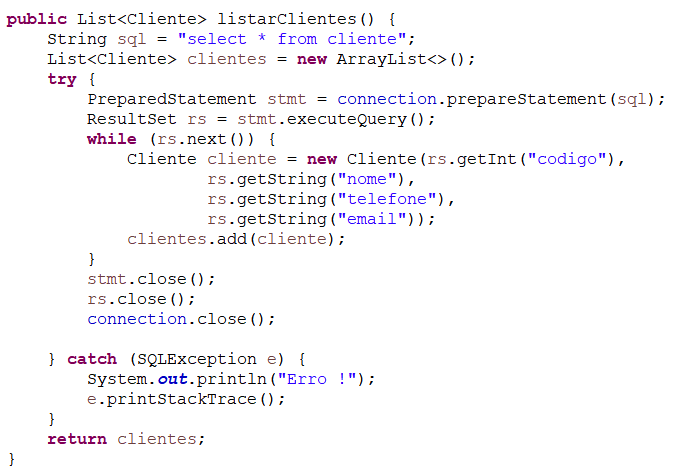 public List<Cliente> listarClientes() {
    String sql = "select * from cliente";
    List<Cliente> clientes = new ArrayList<>();
    try {
        PreparedStatement stmt = connection.prepareStatement(sql);
        ResultSet rs = stmt.executeQuery();
        while (rs.next()) {
            Cliente cliente = new Cliente(rs.getInt("codigo"),
                    rs.getString("nome"),
                    rs.getString("telefone"),
                    rs.getString("email"));
            clientes.add(cliente);
        }
        stmt.close();
        rs.close();
        connection.close();

    } catch (SQLException e) {
        System.out.println("Erro !");
        e.printStackTrace();
    }
    return clientes;
}